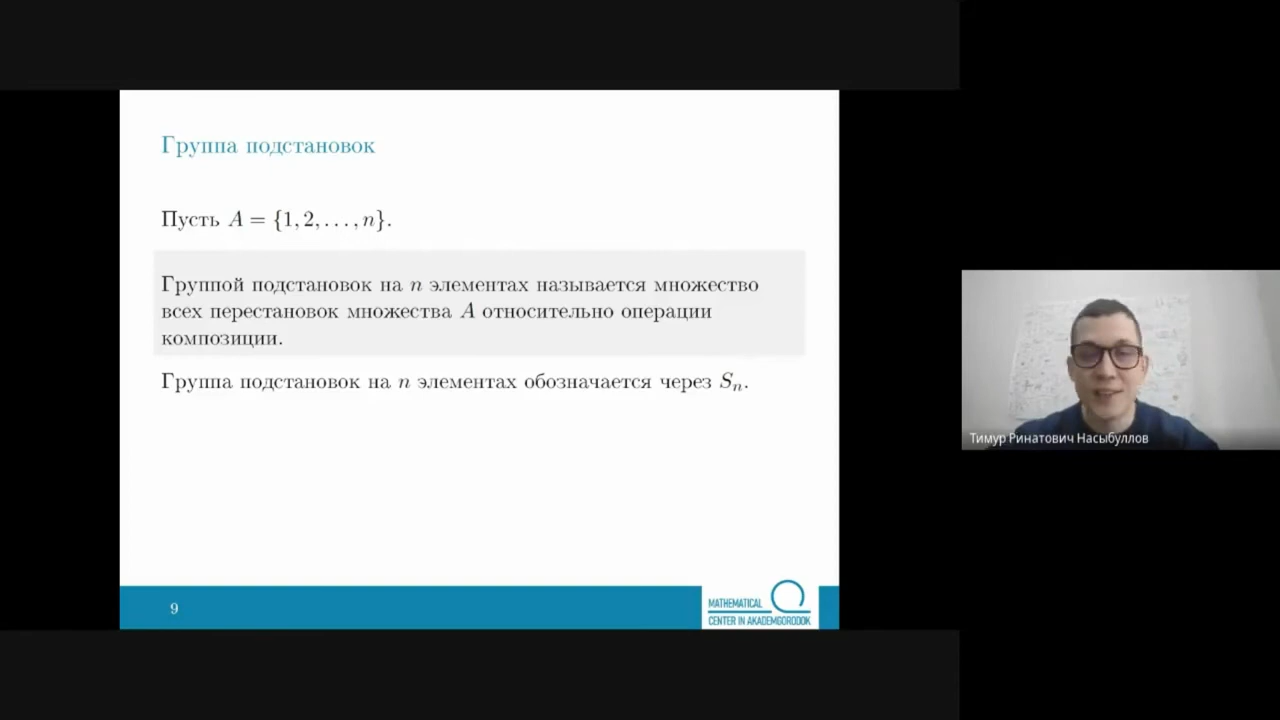 Группа подстановок
Пусть A = {1, 2, . . . , n}.
Группой подстановок на n элементах называется множество
всех перестановок множества A относительно операции
композиции.
Группа подстановок на n элементах обозначается через Sₙ.
9
MATHEMATICAL
CENTER IN AKADEMGORODOK
Тимур Ринатович Насыбуллов